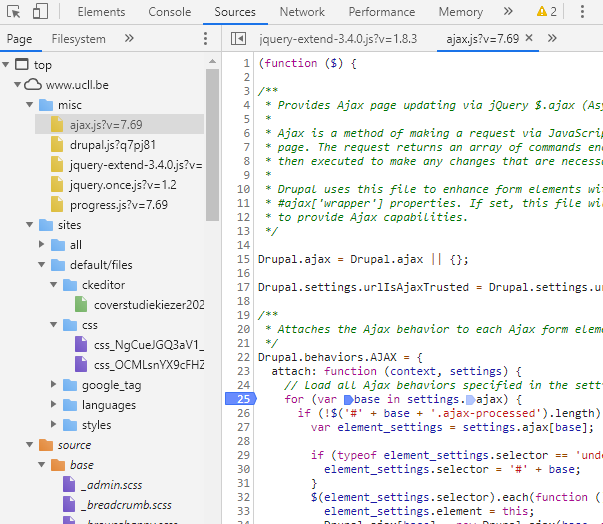 Elements Console Sources Network Performance Memory » 2
Page Filesystem »
jquery-extend-3.4.0.js?v=1.8.3 ajax.js?v=7.69 × »
top
www.ucll.be
misc
ajax.js?v=7.69
drupal.js?q7pj81
jquery-extend-3.4.0.js?v=
jquery.once.js?v=1.2
progress.js?v=7.69
sites
all
default/files
ckeditor
coverstudiekiezer202
css
css_NgCueJGQ3aV1_
css_OCMLsnYX9cFHZ
google_tag
languages
styles
source
base
_admin.scss
_breadcrumb.scss
1 (function ($) {
2
3 /**
4 * Provides Ajax page updating via jQuery $.ajax (Asy
5 *
6 * Ajax is a method of making a request via JavaScrip
7 * page. The request returns an array of commands enc
8 * then executed to make any changes that are necessa
9 *
10 * Drupal uses this file to enhance form elements wit
11 * #ajax['wrapper'] properties. If set, this file wil
12 * to provide Ajax capabilities.
13 */
14
15 Drupal.ajax = Drupal.ajax || {};
16
17 Drupal.settings.urlIsAjaxTrusted = Drupal.settings.ur
18
19 /**
20 * Attaches the Ajax behavior to each Ajax form eleme
21 */
22 Drupal.behaviors.AJAX = {
23 attach: function (context, settings) {
24 // Load all Ajax behaviors specified in the setti
25 for (var base in settings.ajax) {
26 if (!$('#' + base + '.ajax-processed').length)
27 var element_settings = settings.ajax[base];
28
29 if (typeof element_settings.selector == 'unde
30 element_settings.selector = '#' + base;
31 }
32 $(element_settings.selector).each(function (
33 element_settings.element = this;